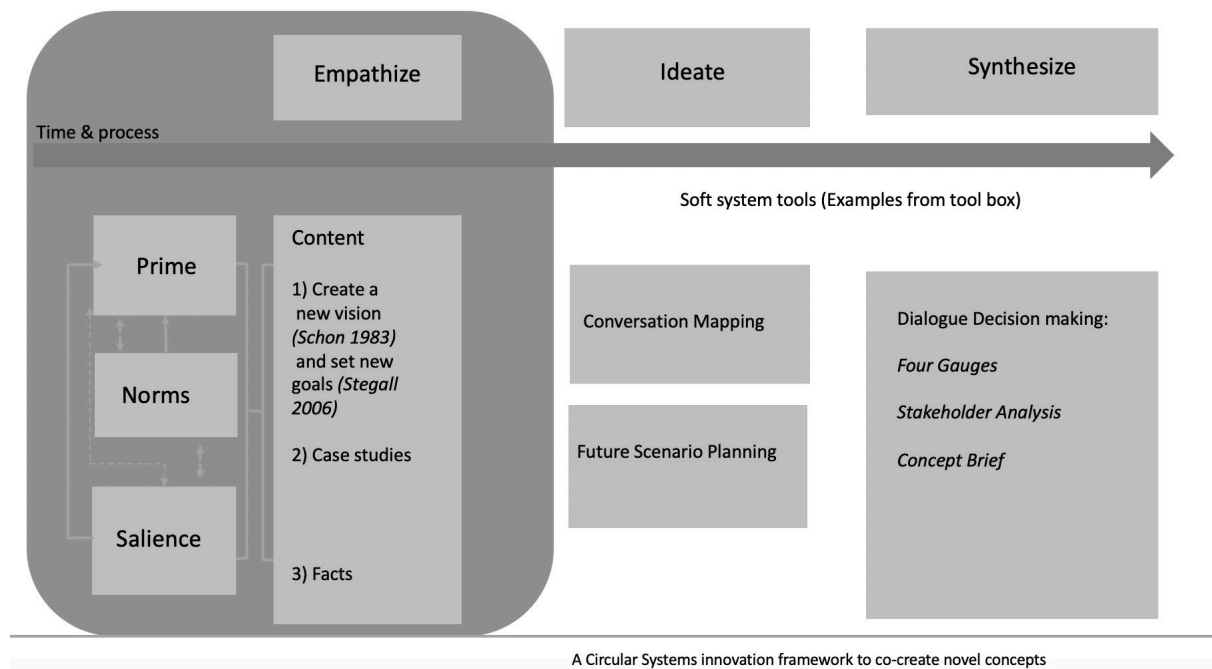 Empathize
Ideate
Synthesize
Time & process
Soft system tools (Examples from tool box)
Prime
Norms
Salience
Content
1) Create a
new vision
(Schon 1983)
and set new
goals (Stegall
2006)
2) Case studies
3) Facts
Conversation Mapping
Future Scenario Planning
Dialogue Decision making:
Four Gauges
Stakeholder Analysis
Concept Brief
A Circular Systems innovation framework to co-create novel concepts